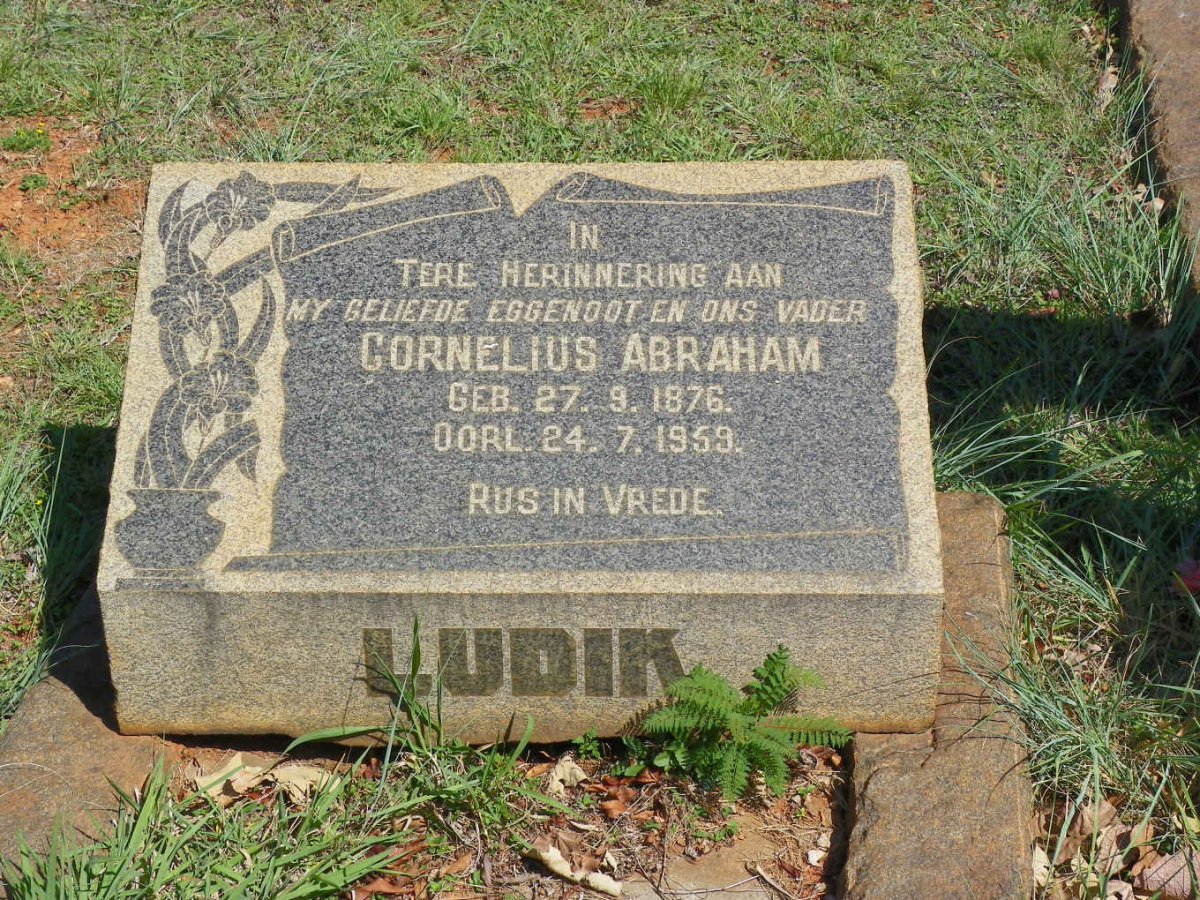 IN
TERE HERINNERING AAN
MY GELIEFDE EGGENOOT EN ONS VADER
CORNELIUS ABRAHAM
GEB. 27. 9. 1876.
OORL. 24. 7. 1959.
RUS IN VREDE.
LUDIK